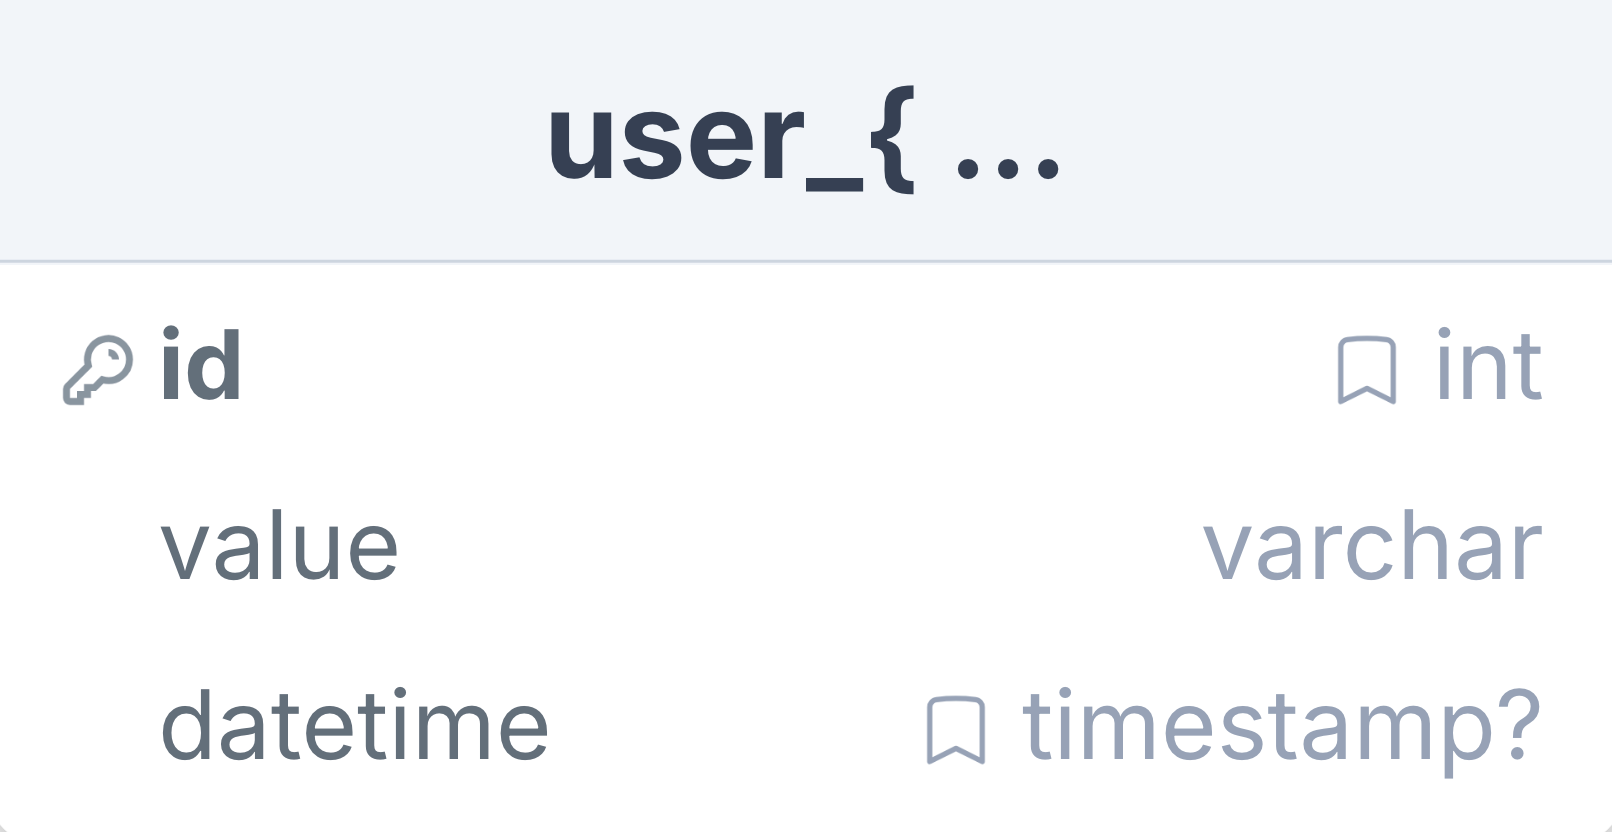 user_{ ...
id int
value varchar
datetime timestamp?